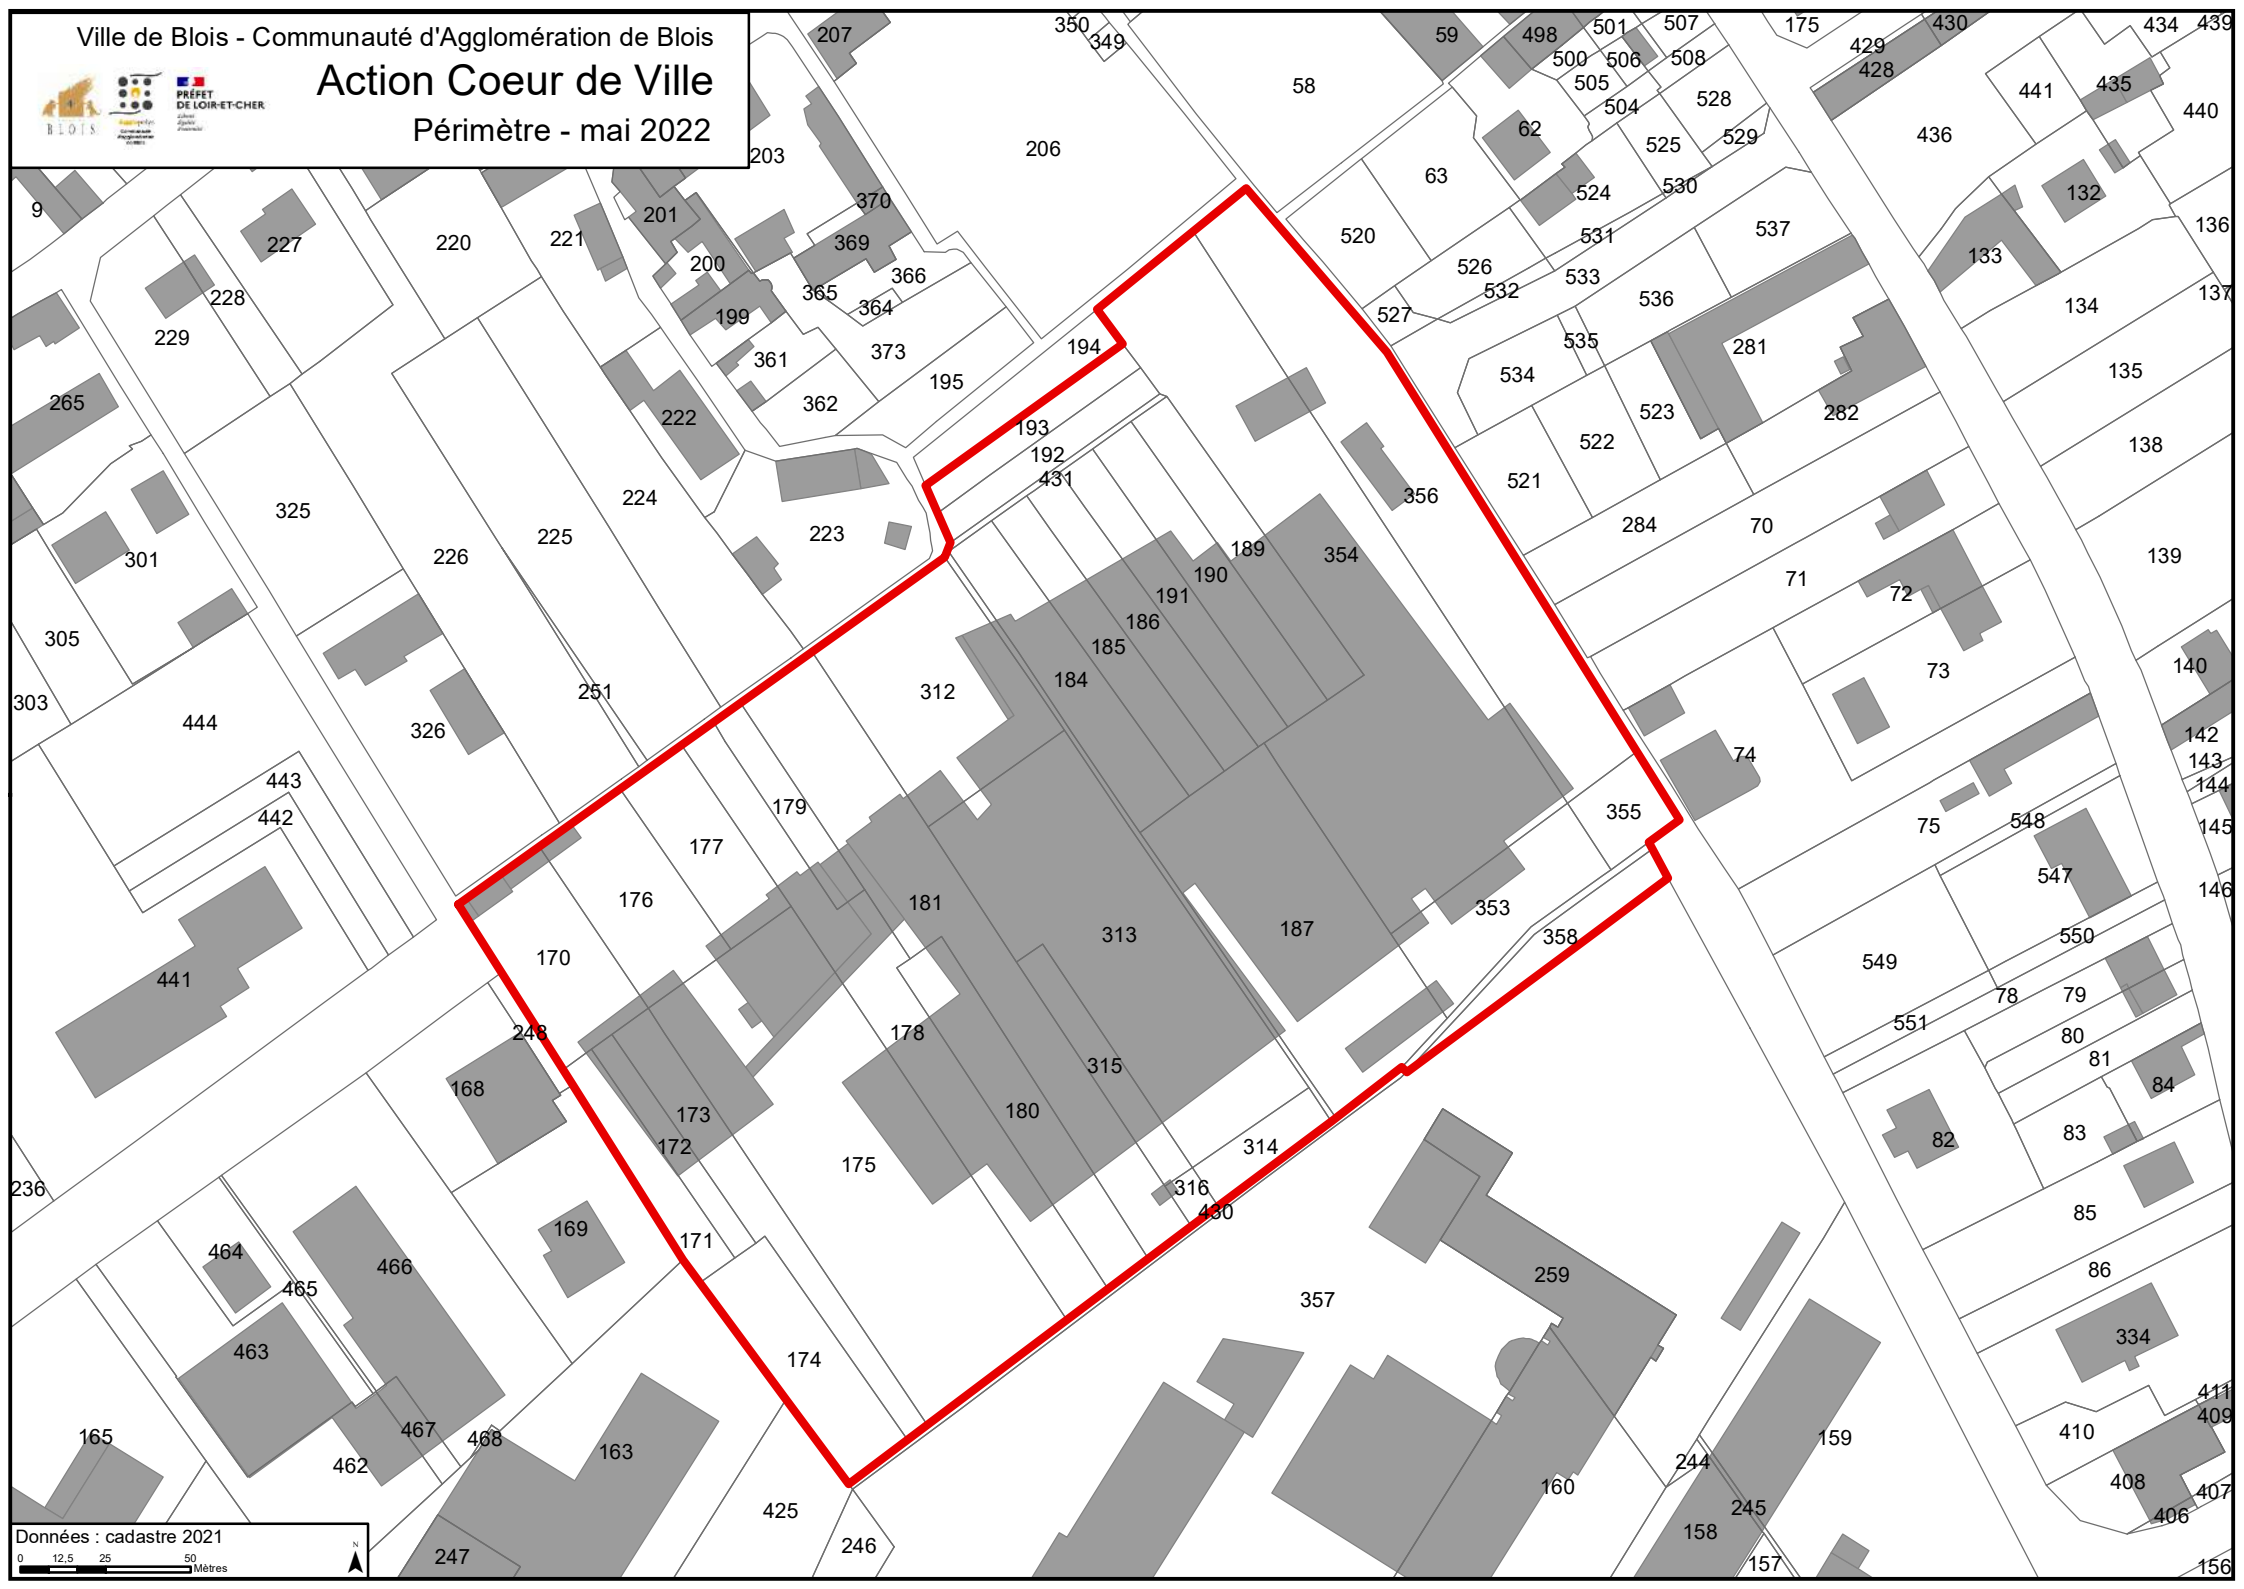 Ville de Blois - Communauté d'Agglomération de Blois
Action Coeur de Ville
Périmètre - mai 2022
BLOIS
PRÉFET
DE LOIR-ET-CHER
207 350 349 59 498 501 507 175 430 434 439
58 500 506 508 429 428 441 435
505 504 528 440
206 62 525 529 436
203 63 524 530 132
9 201 370 520 531 537 136
227 220 221 369 526 533 133
200 366 532 536 137
228 365 364 527 134
229 199 373 194 535 281
361 195 534 135
265 222 362 193 523 282
192 522 138
325 224 431 356 521
226 225 223 189 354 284 70 139
301 190 71
191 72
305 186
185 73 140
303 251 312 184
444 326 142
443 179 74 143
442 177 355 75 548 144
145
176 181 547 146
441 170 313 187 353 358 549 550
248 178 78 79
551 80
168 315 81
173 180 84
172 175 314 82 83
236 316
169 171 430 85
464 466 259 86
465 357
463 174 334
411
467 409
165 468 163 159 410
462 244 408
425 160 245 407
158 406
247 246 157 156
Données : cadastre 2021
N
0 12,5 25 50
Mètres